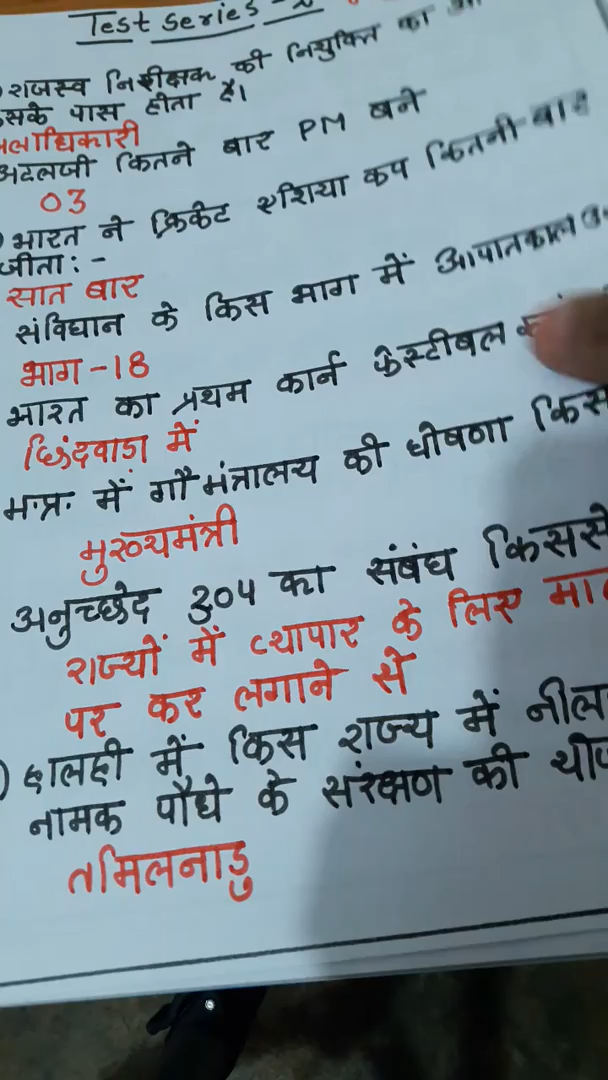 Test Series -
राजस्व निरीक्षक की नियुक्ति का
के पास होता है।
अटलजी कितने बार PM बने
03
भारत ने क्रिकेट एशिया कप कितनी बार
जीता:-
सात बार
संविधान के किस भाग में आपातकाल
भाग -18
भारत का प्रथम कार्न फेस्टीवल
छिंदवाडा में
म.प्र. में गौ मंत्रालय की घोषणा किस
मुख्यमंत्री
अनुच्छेद 304 का संबंध किससे
राज्यों में व्यापार के लिए
पर कर लगाने से
) हालही में किस राज्य में
नामक पौधे के संरक्षण की
तमिलनाडु